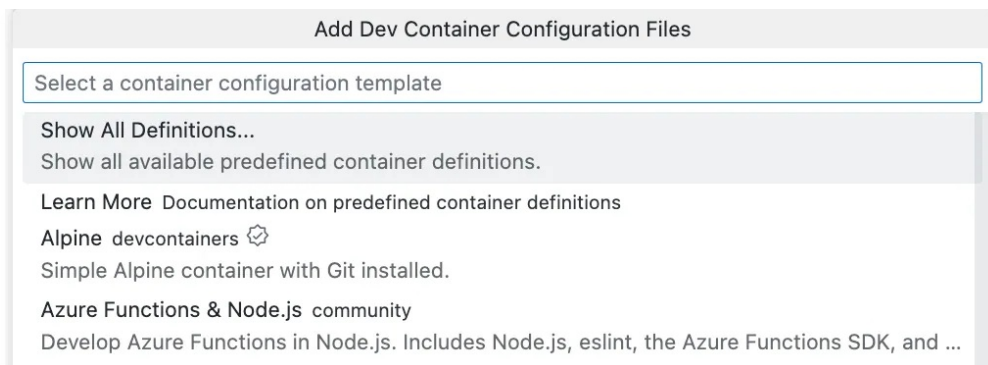 Add Dev Container Configuration Files
Select a container configuration template
Show All Definitions...
Show all available predefined container definitions.
Learn More Documentation on predefined container definitions
Alpine devcontainers
Simple Alpine container with Git installed.
Azure Functions & Node.js community
Develop Azure Functions in Node.js. Includes Node.js, eslint, the Azure Functions SDK, and ...